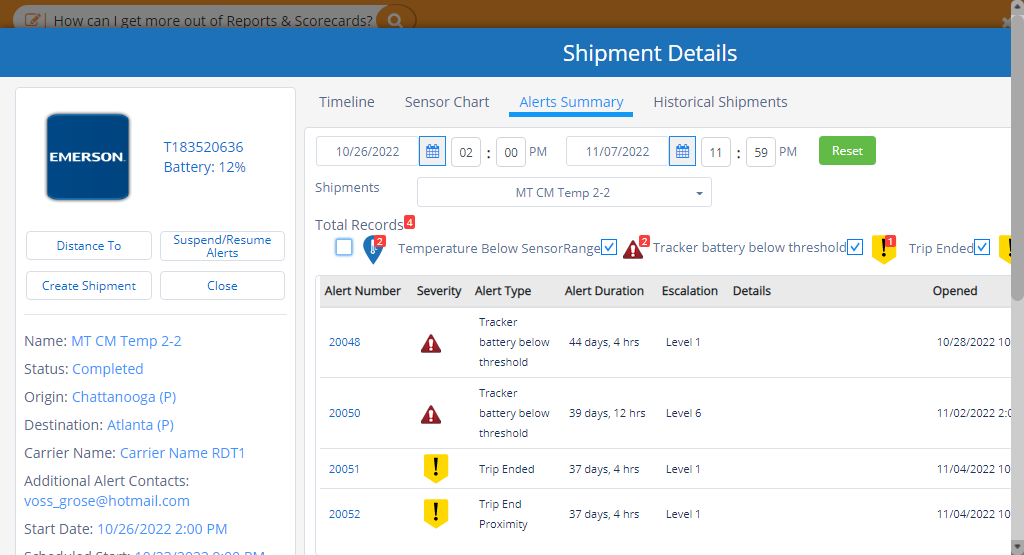 How can I get more out of Reports & Scorecards?
Shipment Details
EMERSON.
T183520636
Battery: 12%
Distance To
Suspend/Resume Alerts
Create Shipment
Close
Name: MT CM Temp 2-2
Status: Completed
Origin: Chattanooga (P)
Destination: Atlanta (P)
Carrier Name: Carrier Name RDT1
Additional Alert Contacts:
voss_grose@hotmail.com
Start Date: 10/26/2022 2:00 PM
Timeline Sensor Chart Alerts Summary Historical Shipments
10/26/2022 02 : 00 PM 11/07/2022 11 : 59 PM Reset
Shipments MT CM Temp 2-2
Total Records 4
2 Temperature Below SensorRange 2 Tracker battery below threshold 1 Trip Ended
Alert Number Severity Alert Type Alert Duration Escalation Details Opened
20048 Tracker battery below threshold 44 days, 4 hrs Level 1 10/28/2022 10
20050 Tracker battery below threshold 39 days, 12 hrs Level 6 11/02/2022 2:0
20051 Trip Ended 37 days, 4 hrs Level 1 11/04/2022 10
20052 Trip End Proximity 37 days, 4 hrs Level 1 11/04/2022 10